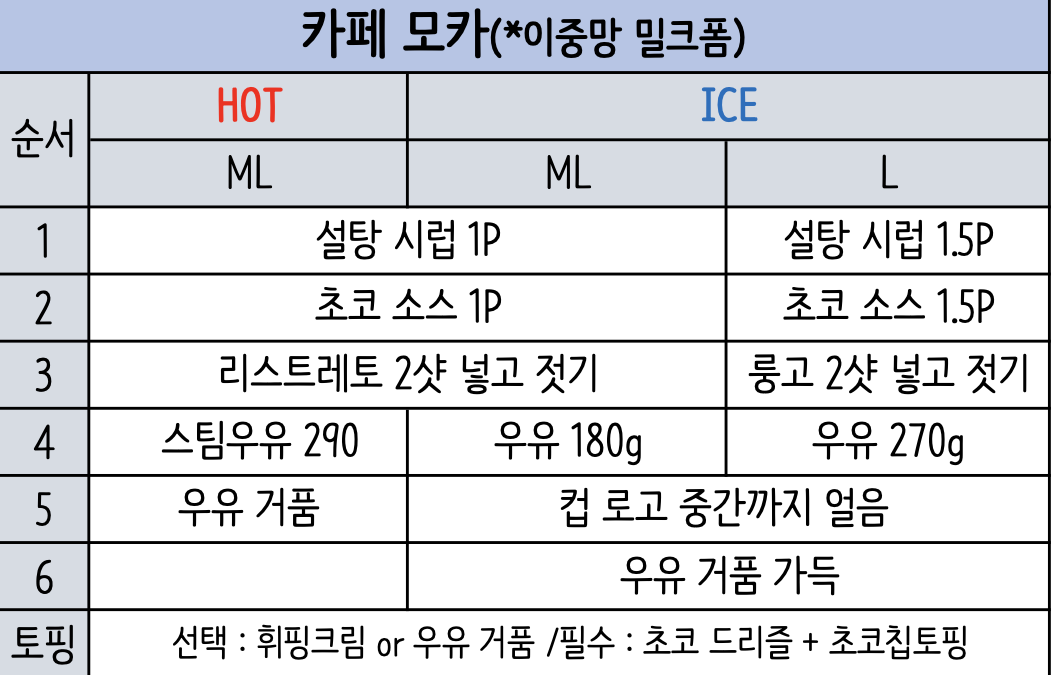 카페 모카(*이중망 밀크폼)
순서 HOT ICE
ML ML L
1 설탕 시럽 1P 설탕 시럽 1.5P
2 초코 소스 1P 초코 소스 1.5P
3 리스트레토 2샷 넣고 젓기 룽고 2샷 넣고 젓기
4 스팀우유 290 우유 180g 우유 270g
5 우유 거품 컵 로고 중간까지 얼음
6 우유 거품 가득
토핑 선택 : 휘핑크림 or 우유 거품 /필수 : 초코 드리즐 + 초코칩토핑